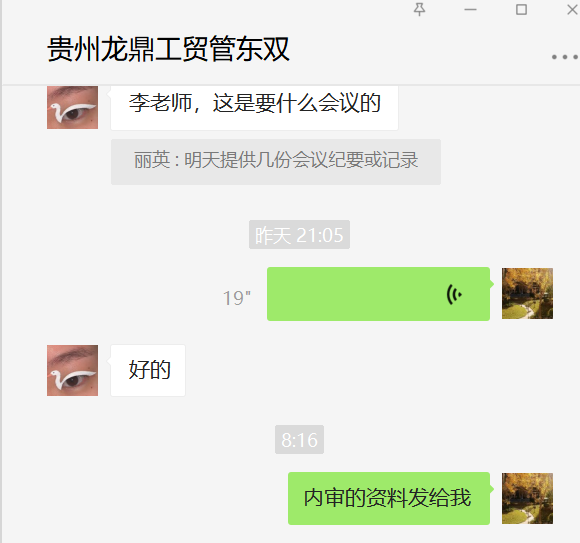 贵州龙鼎工贸管东双
李老师，这是要什么会议的
丽英 : 明天提供几份会议纪要或记录
昨天 21:05
19"
好的
8:16
内审的资料发给我